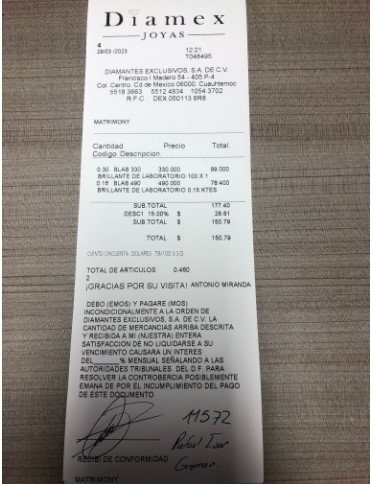 Diamex
JOYAS
4
29/03 /2023 12:21
T068496
DIAMANTES EXCLUSIVOS, S.A. DE C.V.
Francisco I Madero 54 - 405 P-4
Col. Centro, Cd de Mexico 06000, Cuauhtemoc
5518 3663 5512 4834 1054 3702
R.F.C.: DEX 050113 6R8
MATRIMONY
Cantidad Precio Total
Codigo Descripcion.
0.30 BLAB 330 330.000 99.000
BRILLANTE DE LABORATORIO 100 X 1
0.16 BLAB 490 490.000 78.400
BRILLANTE DE LABORATORIO 0.15 KTES
SUB.TOTAL 177.40
DESC1 15.00% $ 26.61
SUB.TOTAL $ 150.79
TOTAL $ 150.79
CIENTO CINCUENTA DOLARES 79/100 U.S.D.
TOTAL DE ARTICULOS 0.460
2
¡GRACIAS POR SU VISITA! ANTONIO MIRANDA
DEBO (EMOS) Y PAGARE (MOS)
INCONDICIONALMENTE A LA ORDEN DE
DIAMANTES EXCLUSIVOS, S.A. DE C.V. LA
CANTIDAD DE MERCANCIAS ARRIBA DESCRITA
Y RECIBIDA A MI (NUESTRA) ENTERA
SATISFACCION DE NO LIQUIDARSE A SU
VENCIMIENTO CAUSARA UN INTERES
DEL______% MENSUAL SEÑALANDO A LAS
AUTORIDADES TRIBUNALES DEL D.F. PARA
RESOLVER LA CONTROBERCIA POSIBLEMENTE
EMANA DE POR EL INCUMPLIMIENTO DEL PAGO
DE ESTE DOCUMENTO
11572
Rafael Ivan
Guzman.
RECIBI DE CONFORMIDAD
MATRIMONY